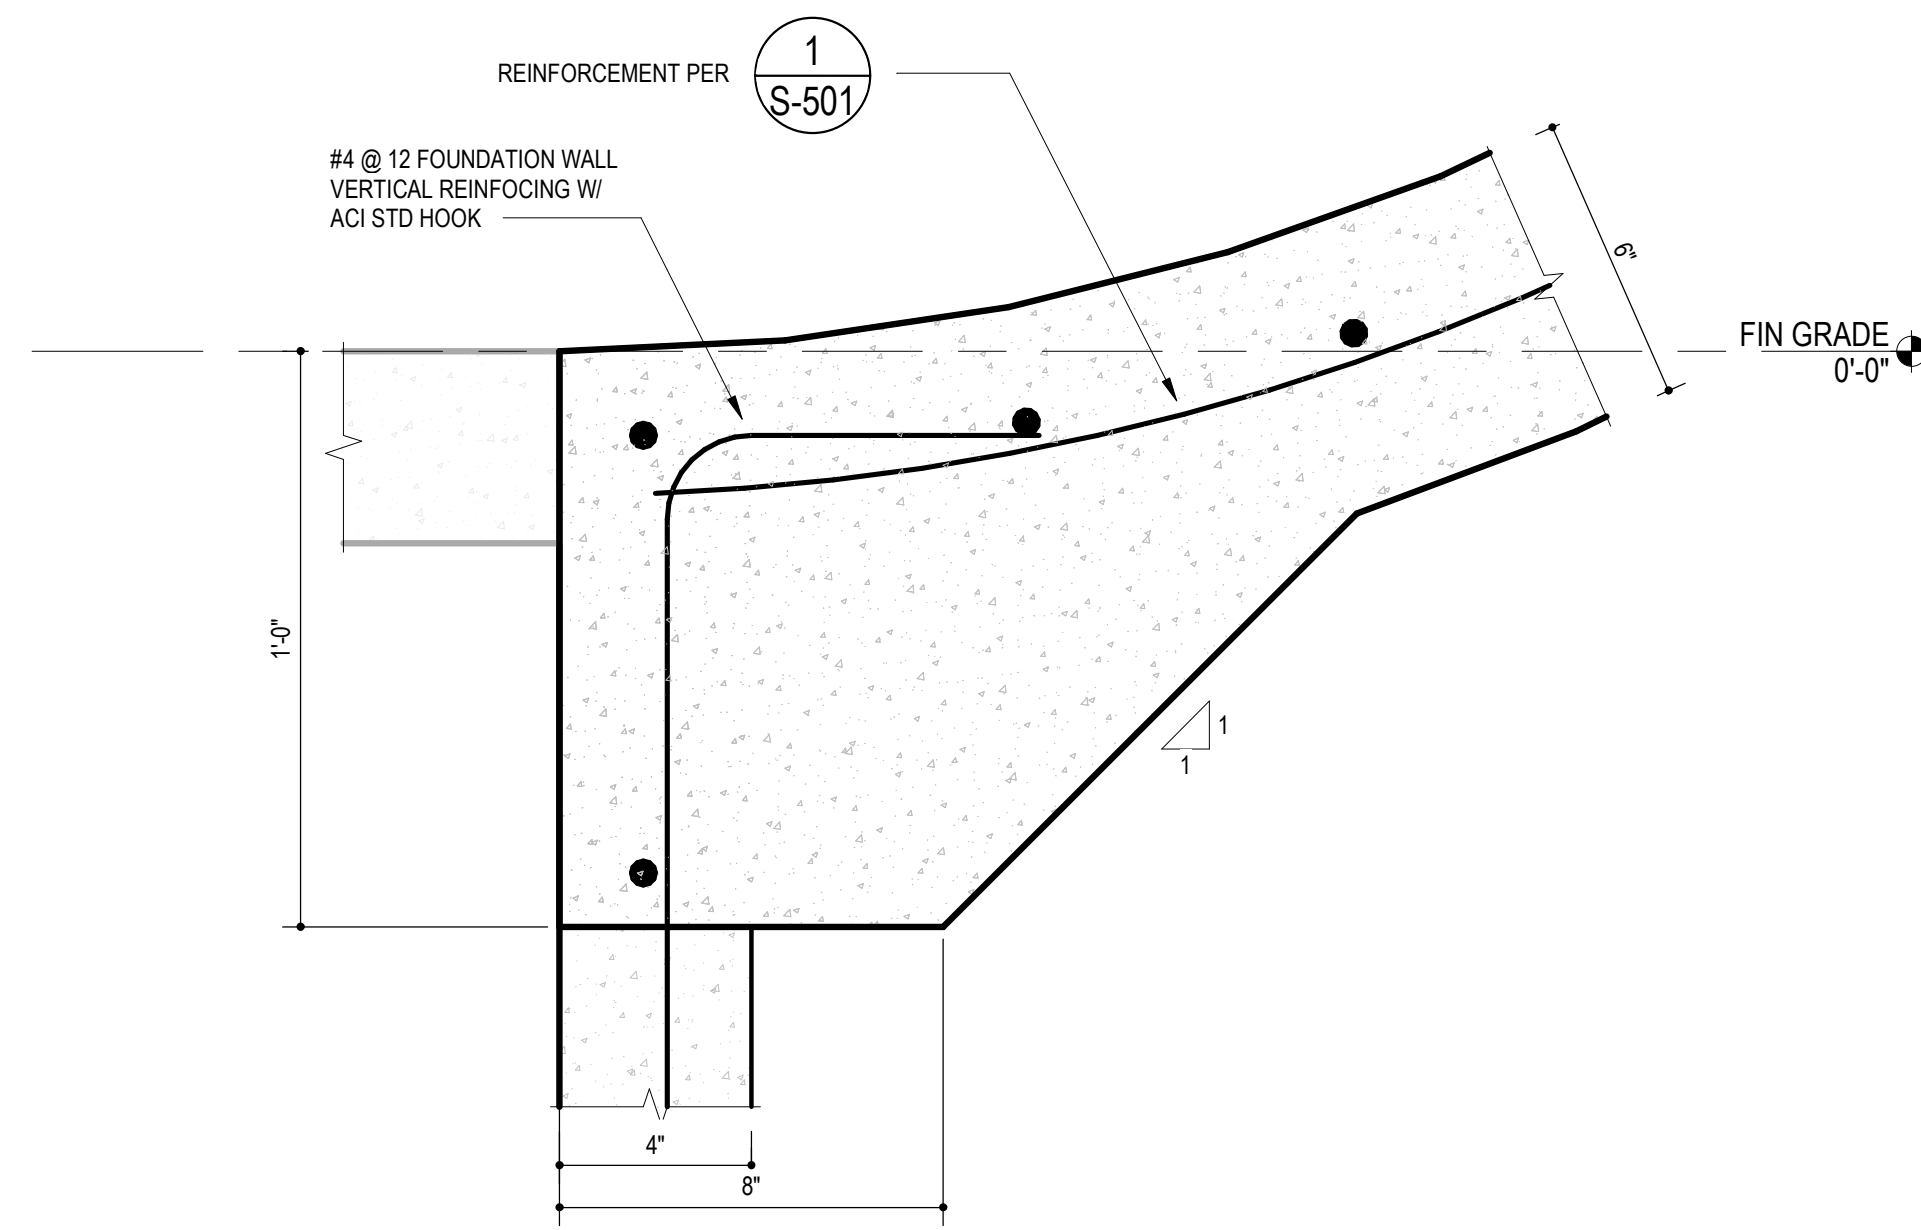 1
REINFORCEMENT PER
S-501
#4 @ 12 FOUNDATION WALL
VERTICAL REINFOCING W/
ACI STD HOOK
6"
FIN GRADE
0'-0"
1'-0"
1
1
4"
8"